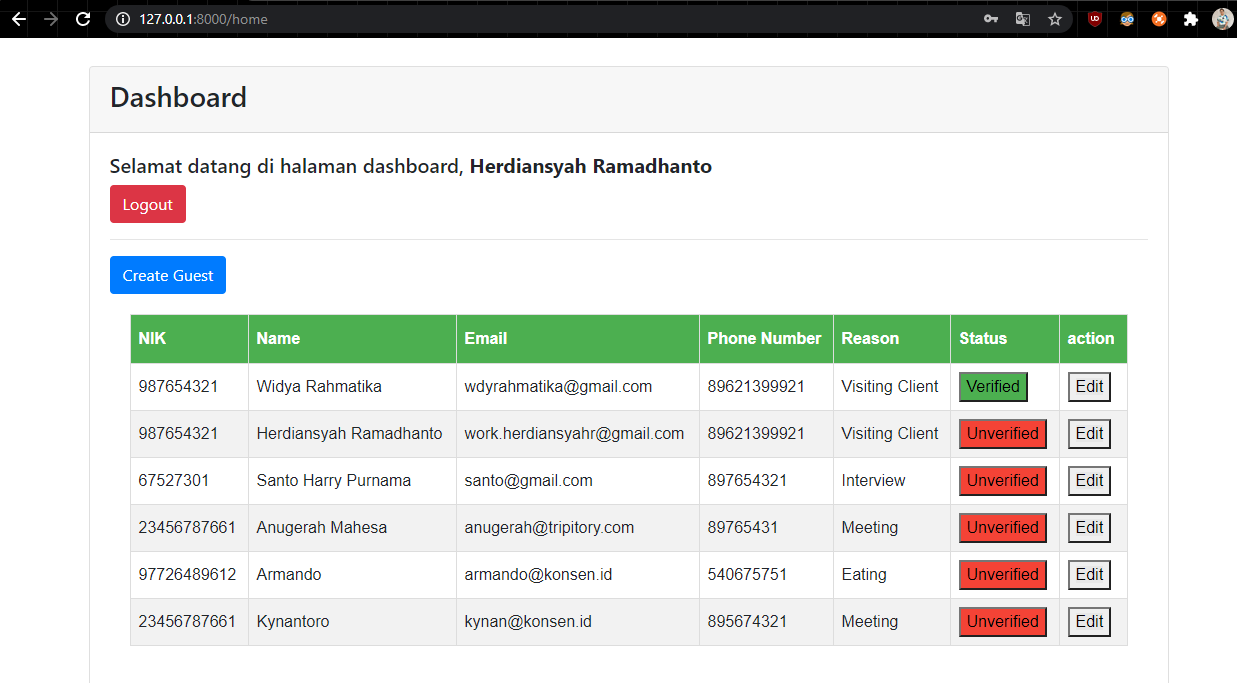 127.0.0.1:8000/home
Dashboard
Selamat datang di halaman dashboard, Herdiansyah Ramadhanto
Logout
Create Guest
NIK Name Email Phone Number Reason Status action
987654321 Widya Rahmatika wdyrahmatika@gmail.com 89621399921 Visiting Client Verified Edit
987654321 Herdiansyah Ramadhanto work.herdiansyahr@gmail.com 89621399921 Visiting Client Unverified Edit
67527301 Santo Harry Purnama santo@gmail.com 897654321 Interview Unverified Edit
23456787661 Anugerah Mahesa anugerah@tripitory.com 89765431 Meeting Unverified Edit
97726489612 Armando armando@konsen.id 540675751 Eating Unverified Edit
23456787661 Kynantoro kynan@konsen.id 895674321 Meeting Unverified Edit